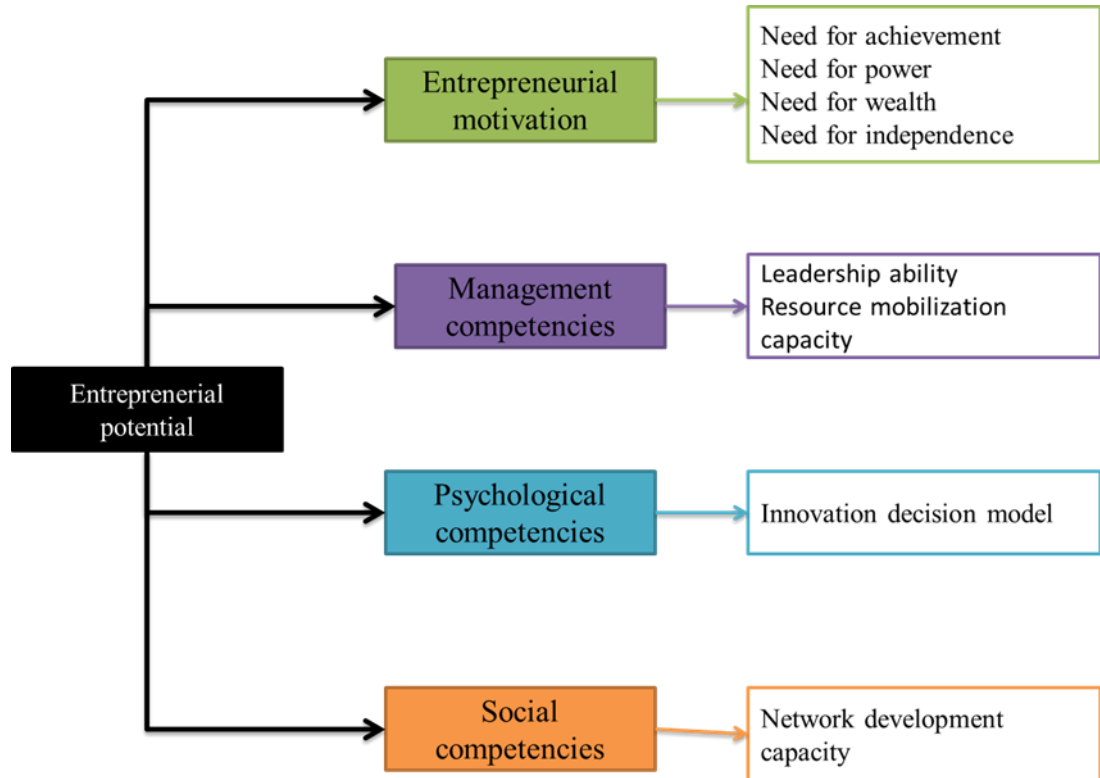 Entrepreneurial
motivation
Need for achievement
Need for power
Need for wealth
Need for independence
Management
competencies
Leadership ability
Resource mobilization
capacity
Entreprenerial
potential
Psychological
competencies
Innovation decision model
Social
competencies
Network development
capacity